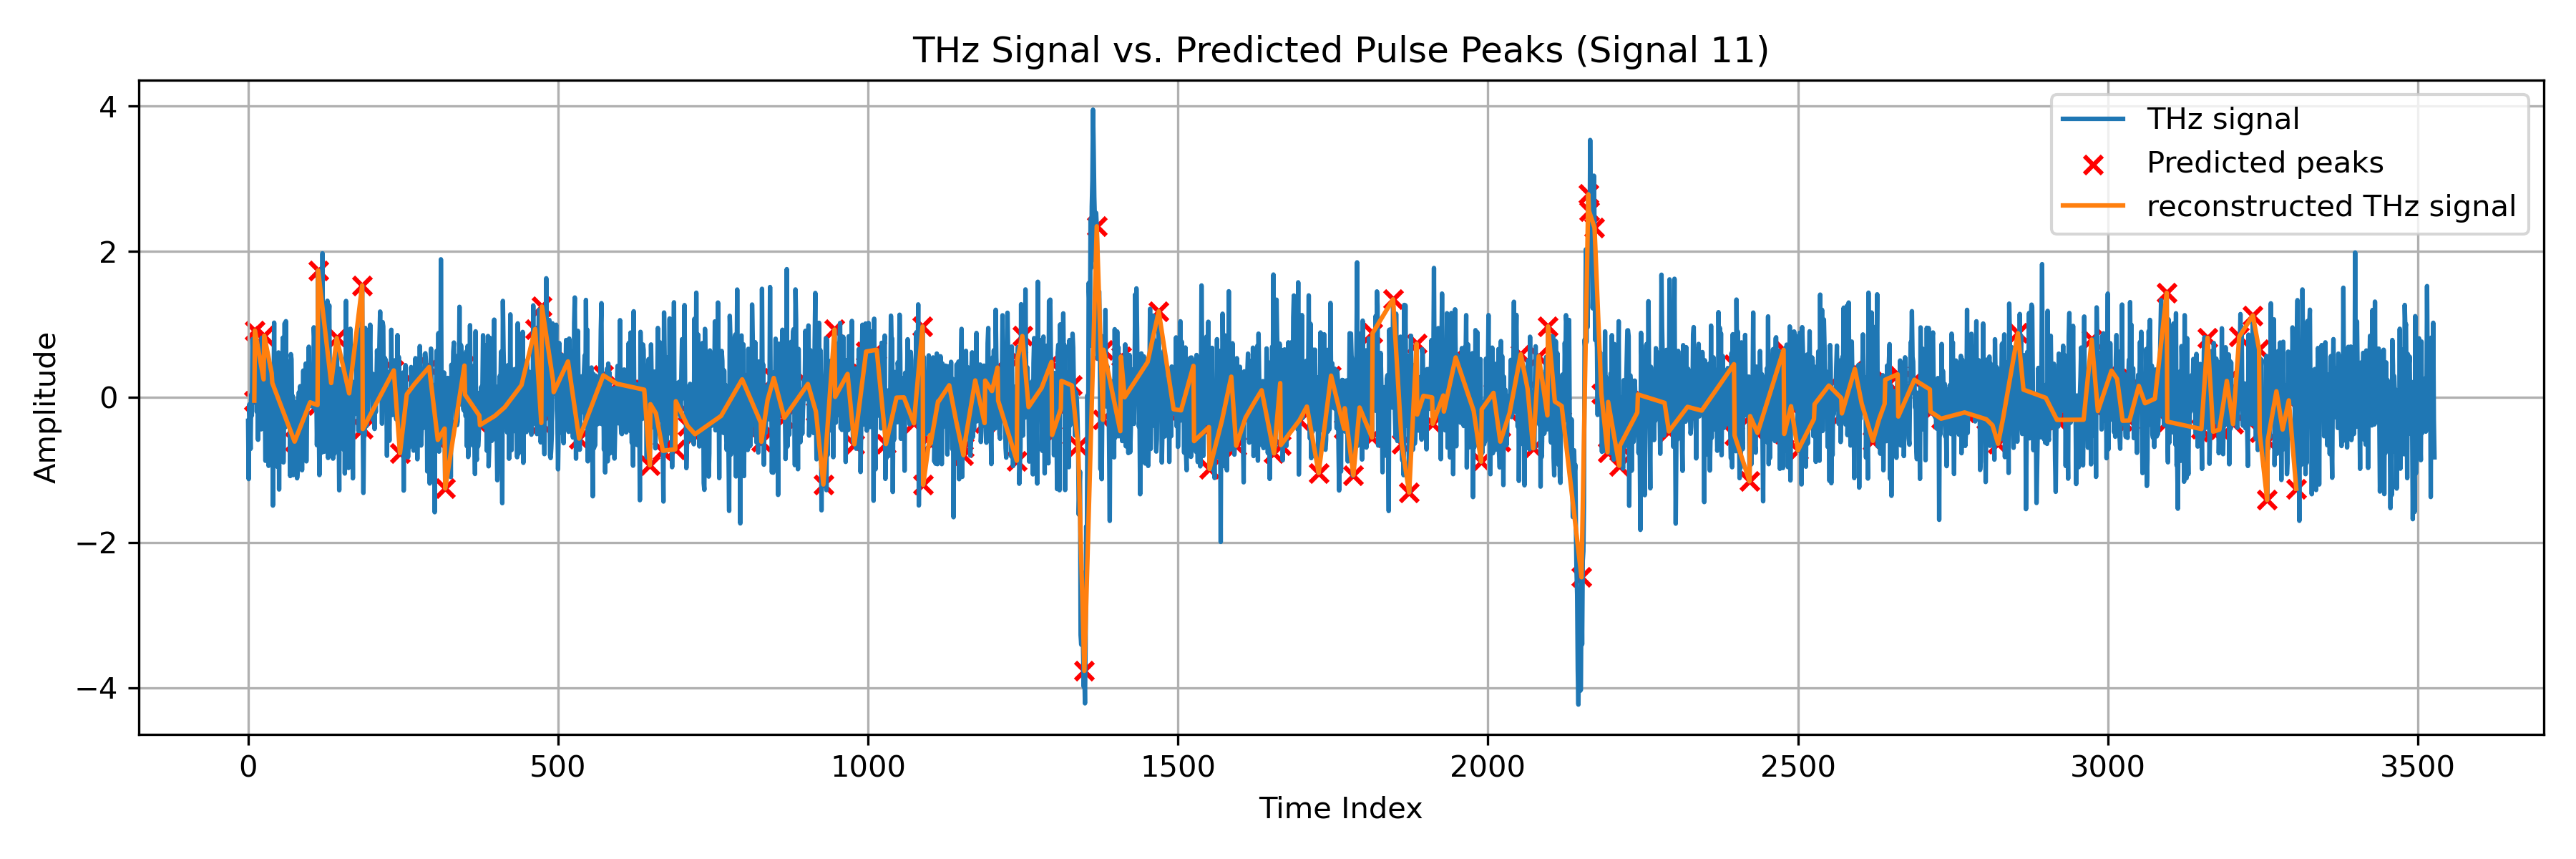 THz Signal vs. Predicted Pulse Peaks (Signal 11)
THz signal
Predicted peaks
reconstructed THz signal
Amplitude
4
2
0
−2
−4
0 500 1000 1500 2000 2500 3000 3500
Time Index